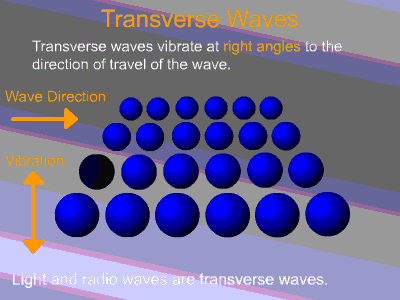 Transverse Waves
Transverse waves vibrate at right angles to the
direction of travel of the wave.
Wave Direction
Vibration
Light and radio waves are transverse waves.